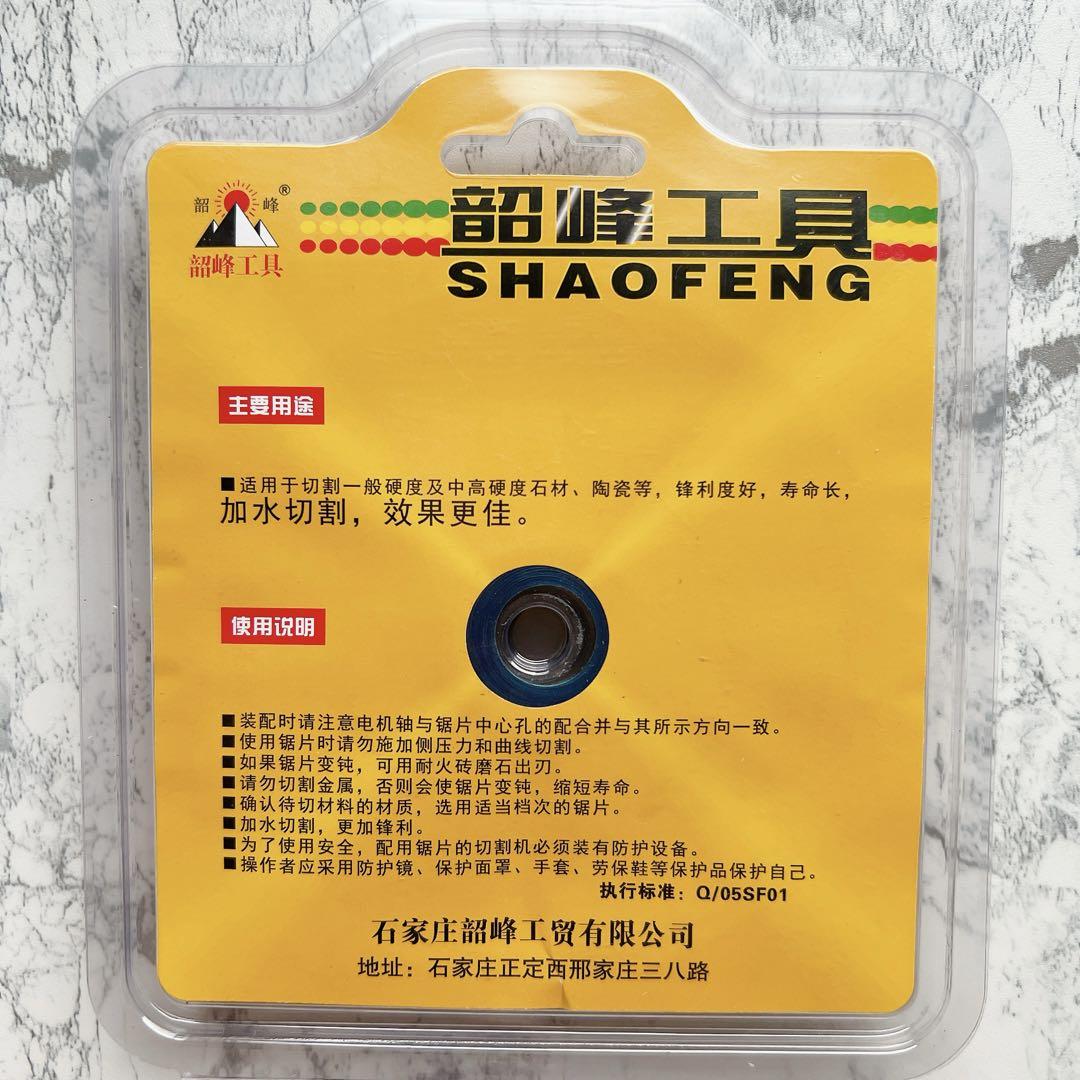 韶 峰 ®
韶峰工具
韶峰工具
SHAOFENG
主要用途
■适用于切割一般硬度及中高硬度石材、陶瓷等，锋利度好，寿命长，
加水切割，效果更佳。
使用说明
■装配时请注意电机轴与锯片中心孔的配合并与其所示方向一致。
■使用锯片时请勿施加侧压力和曲线切割。
■如果锯片变钝，可用耐火砖磨石出刃。
■请勿切割金属，否则会使锯片变钝，缩短寿命。
■确认待切材料的材质，选用适当档次的锯片。
■加水切割，更加锋利。
■为了使用安全，配用锯片的切割机必须装有防护设备。
■操作者应采用防护镜、保护面罩、手套、劳保鞋等保护品保护自己。
执行标准：Q/05SF01
石家庄韶峰工贸有限公司
地址：石家庄正定西邢家庄三八路